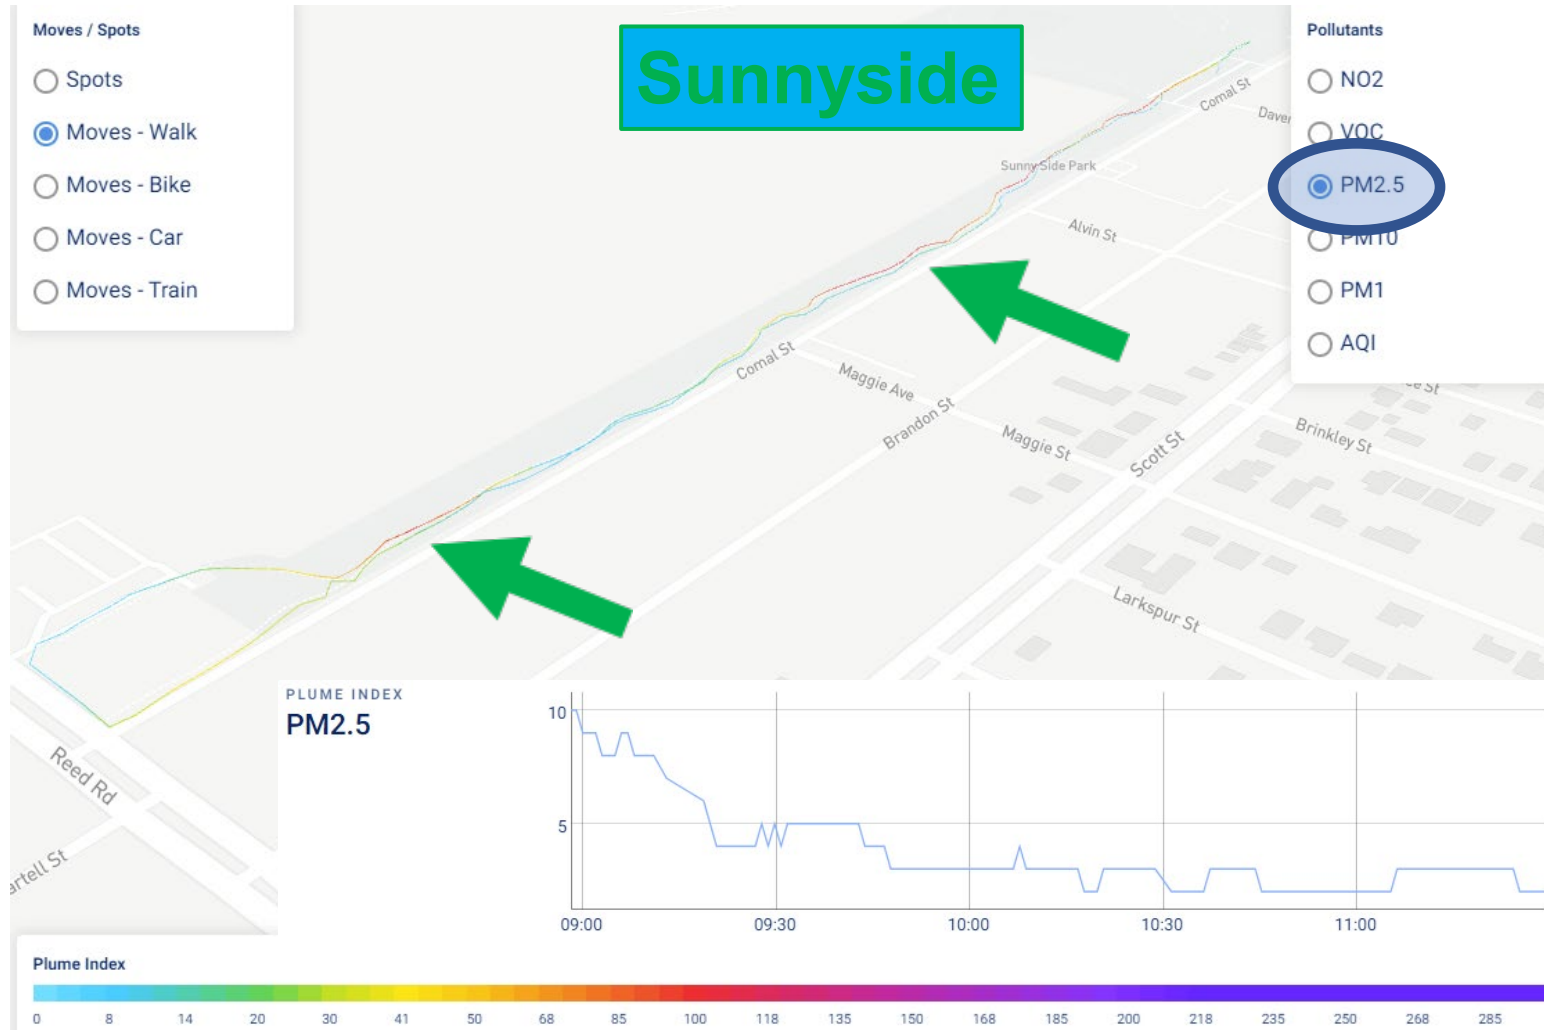 Moves / Spots
Spots
Moves - Walk
Moves - Bike
Moves - Car
Moves - Train
Sunnyside
Pollutants
NO2
VOC
PM2.5
PM10
PM1
AQI
Comal St
Sunny Side Park
Alvin St
Comal St
Maggie Ave
Brandon St
Maggie St
Scott St
Brinkley St
Larkspur St
Reed Rd
PLUME INDEX
PM2.5
10
5
09:00 09:30 10:00 10:30 11:00
Plume Index
0 8 14 20 30 41 50 68 85 100 118 135 150 168 185 200 218 235 250 268 285